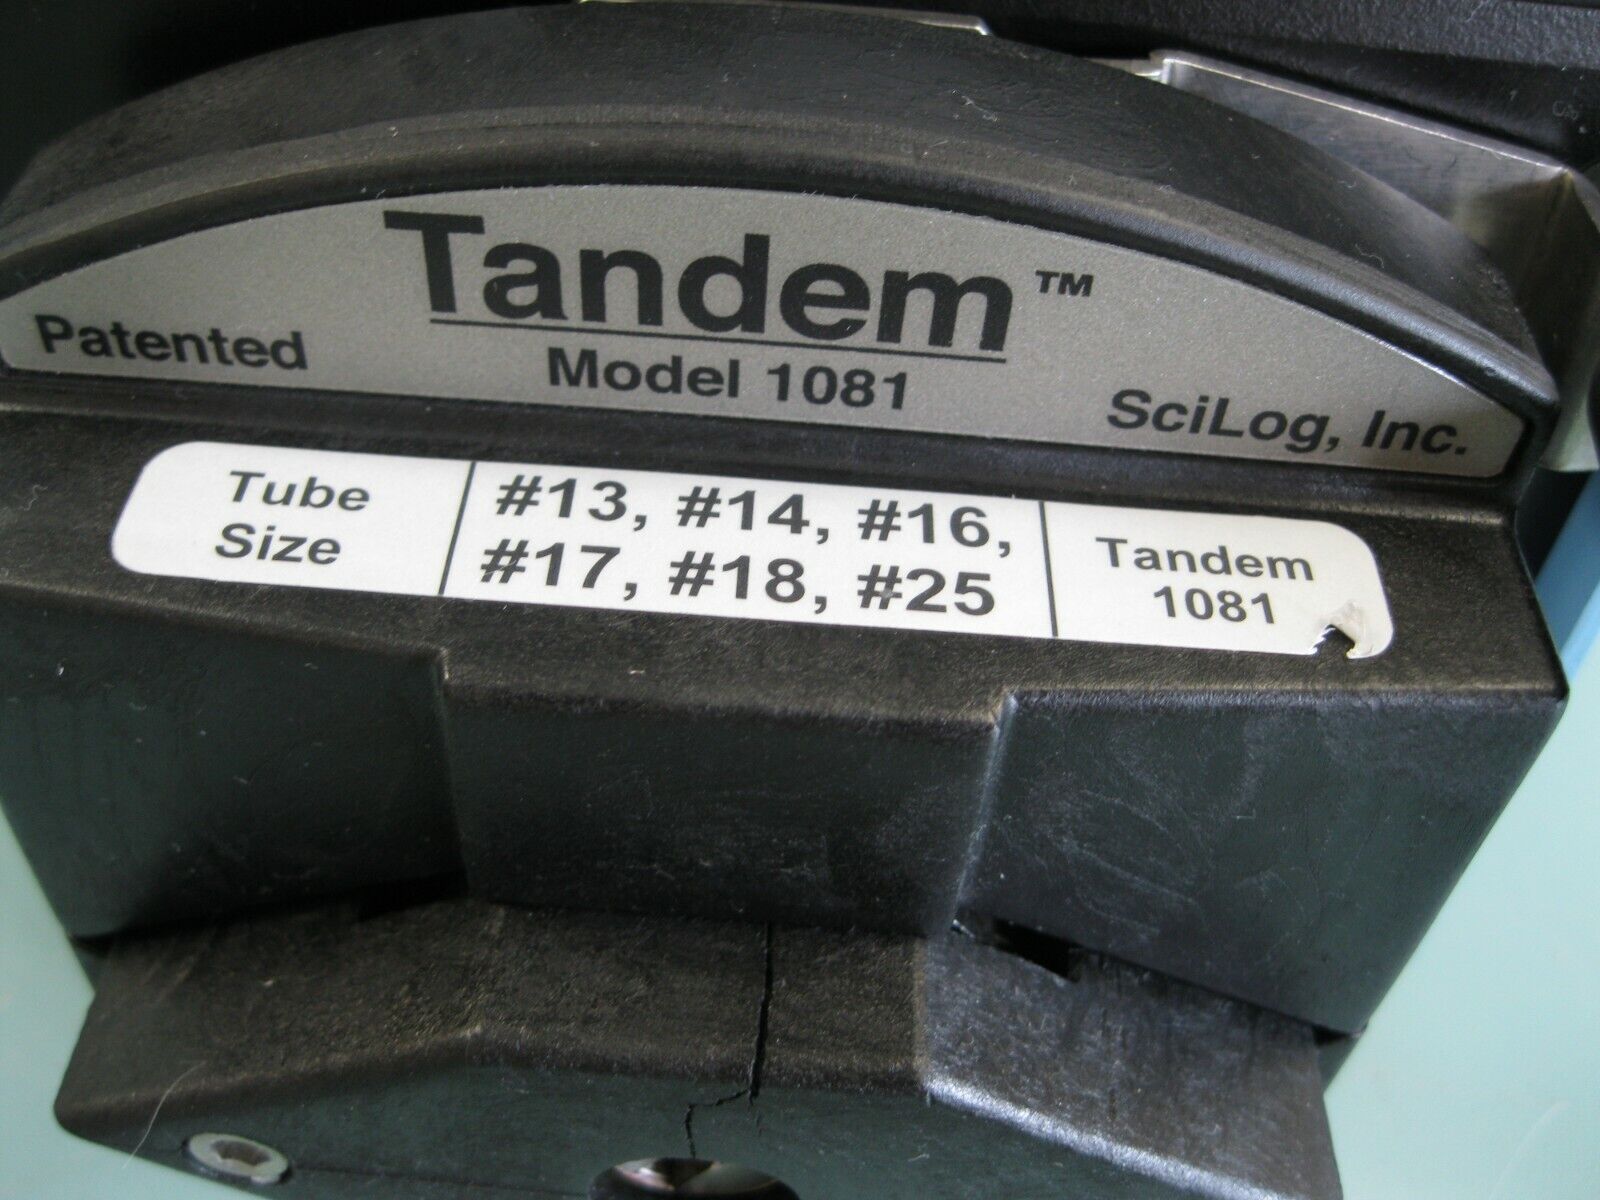 Tandem™
Patented
Model 1081
SciLog, Inc.
Tube
Size
#13, #14, #16,
#17, #18, #25
Tandem
1081